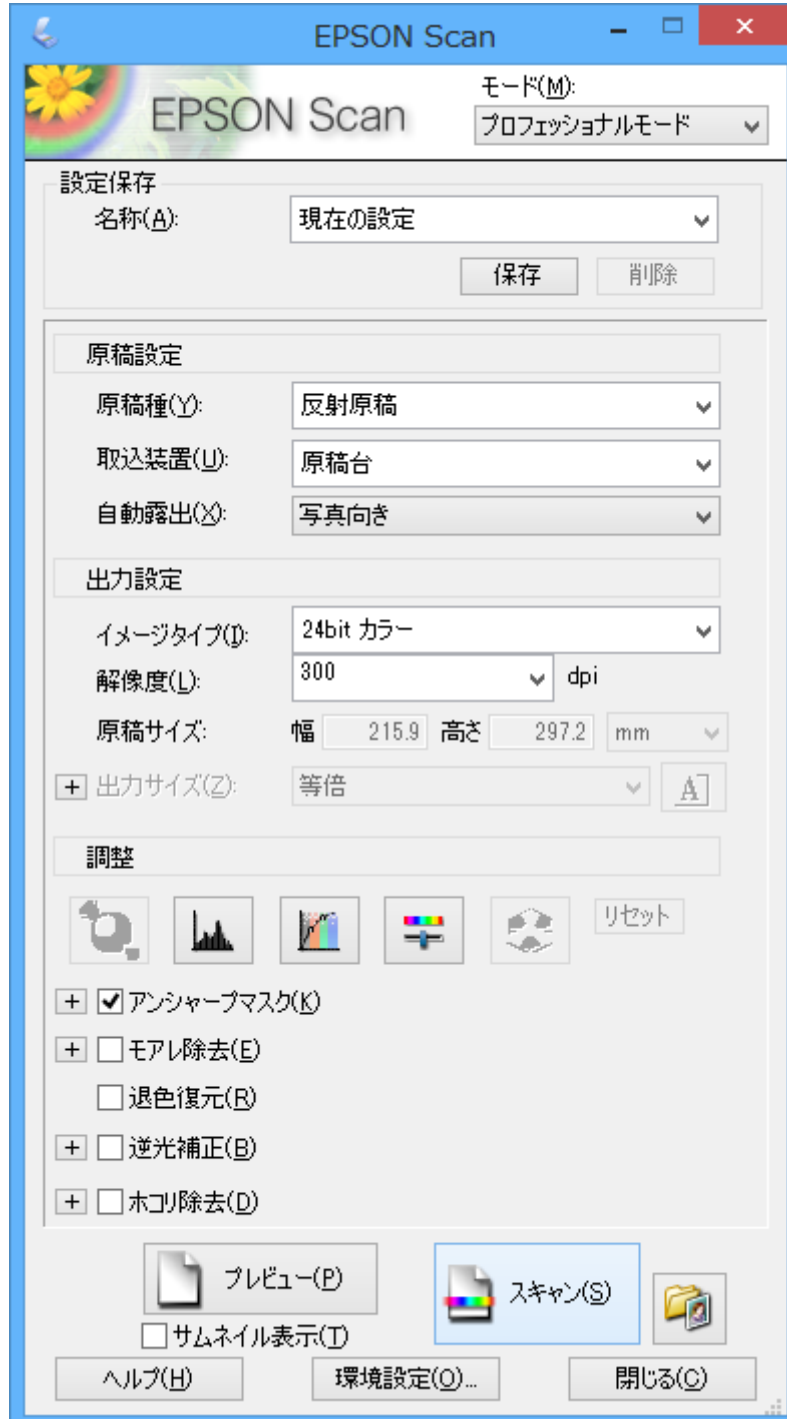 EPSON Scan
EPSON Scan
モード(M):
プロフェッショナルモード
設定保存
名称(A): 現在の設定
保存 削除
原稿設定
原稿種(Y): 反射原稿
取込装置(U): 原稿台
自動露出(X): 写真向き
出力設定
イメージタイプ(I): 24bit カラー
解像度(L): 300 dpi
原稿サイズ: 幅 215.9 高さ 297.2 mm
+ 出力サイズ(Z): 等倍 A
調整
リセット
+ アンシャープマスク(K)
+ モアレ除去(E)
退色復元(R)
+ 逆光補正(B)
+ ホコリ除去(D)
プレビュー(P) スキャン(S)
サムネイル表示(T)
ヘルプ(H) 環境設定(O)... 閉じる(C)